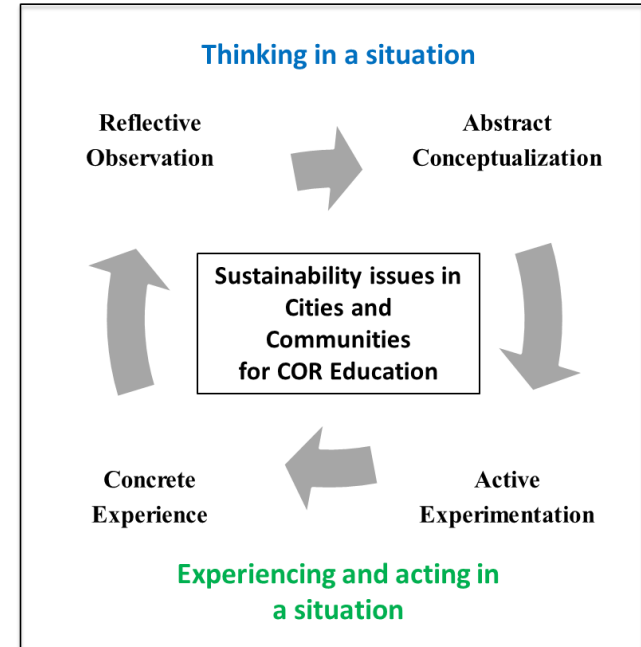 Thinking in a situation
Reflective
Observation
Abstract
Conceptualization
Sustainability issues in
Cities and
Communities
for COR Education
Concrete
Experience
Active
Experimentation
Experiencing and acting in
a situation